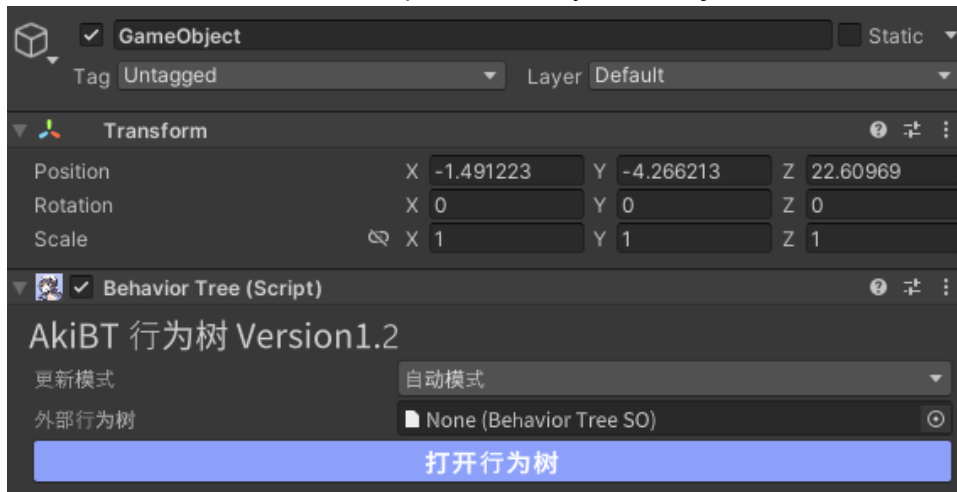 GameObject Static
Tag Untagged Layer Default
Transform
Position X -1.491223 Y -4.266213 Z 22.60969
Rotation X 0 Y 0 Z 0
Scale X 1 Y 1 Z 1
Behavior Tree (Script)
AkiBT 行为树 Version1.2
更新模式 自动模式
外部行为树 None (Behavior Tree SO)
打开行为树